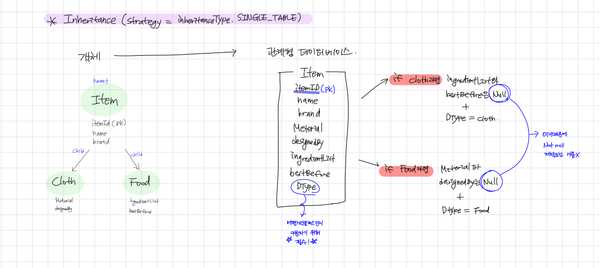 * Inheritance (strategy = inheritanceType. SINGLE_TABLE)
객체
관계형 데이터베이스.
parent
Item
itemId (pk)
name
brand
child
child
Cloth
Food
Material
designedBy
ingredientList
bestBefore
Item
itemID (pk)
name
brand
Material
designedBy
ingredientList
bestBefore
DType
if cloth라면
ingredientList와
bestBefore은 Null
+
DType = cloth
if Food라면
Material과
designedBy는 Null
+
DType = Food
Not null